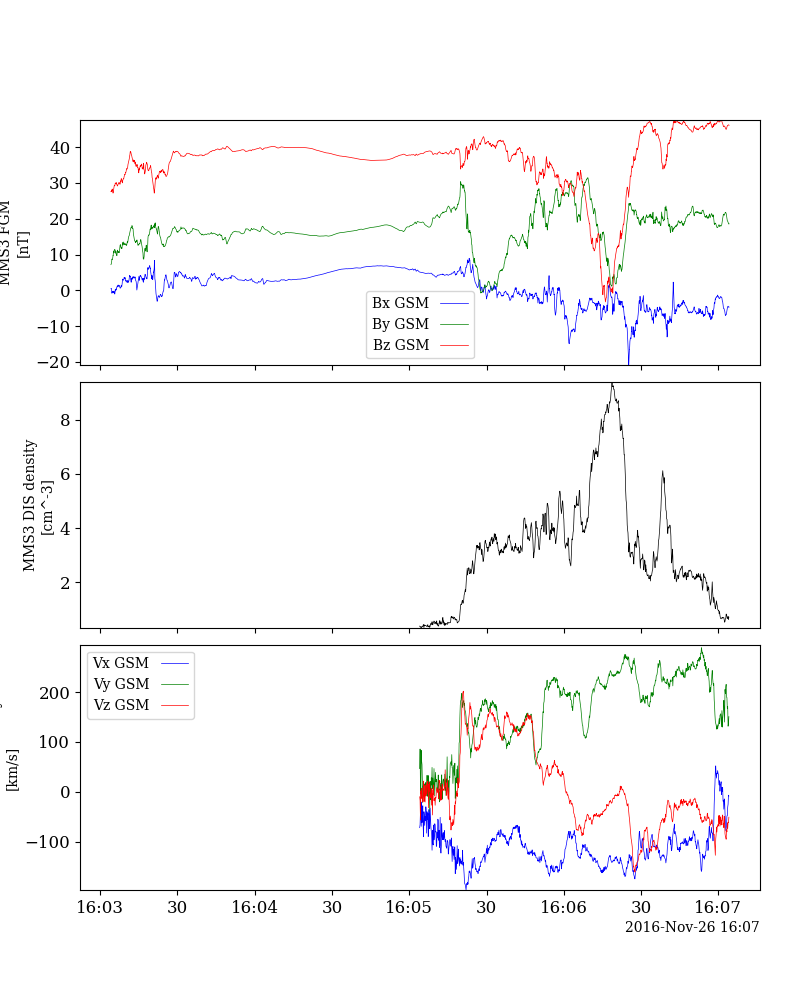 40
30
20
10
0
−10
−20
MMS3 FGM
[nT]
Bx GSM
By GSM
Bz GSM
8
6
4
2
MMS3 DIS density
[cm^-3]
Vx GSM
Vy GSM
Vz GSM
200
100
0
−100
[km/s]
16:03 30 16:04 30 16:05 30 16:06 30 16:07
2016-Nov-26 16:07